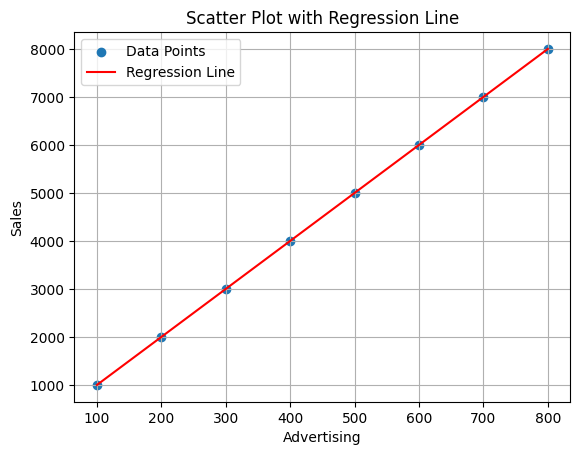 Scatter Plot with Regression Line
Data Points
Regression Line
8000
7000
6000
5000
4000
3000
2000
1000
Sales
100 200 300 400 500 600 700 800
Advertising